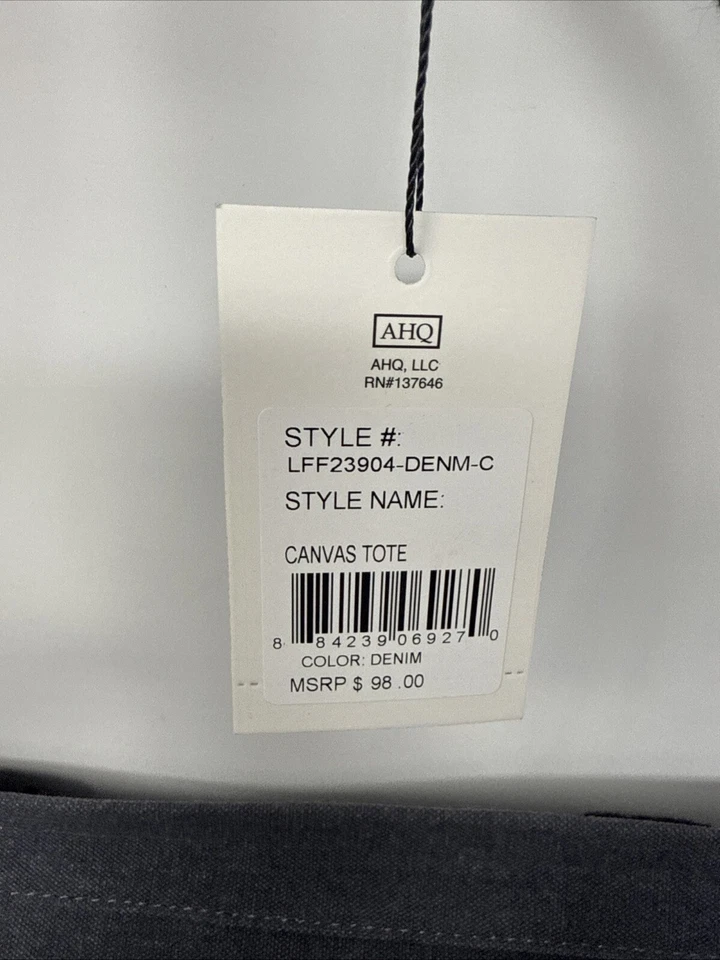 AHQ
AHQ, LLC
RN#137646
STYLE #:
LFF23904-DENM-C
STYLE NAME:
CANVAS TOTE
8 84239 06927 0
COLOR: DENIM
MSRP $ 98.00